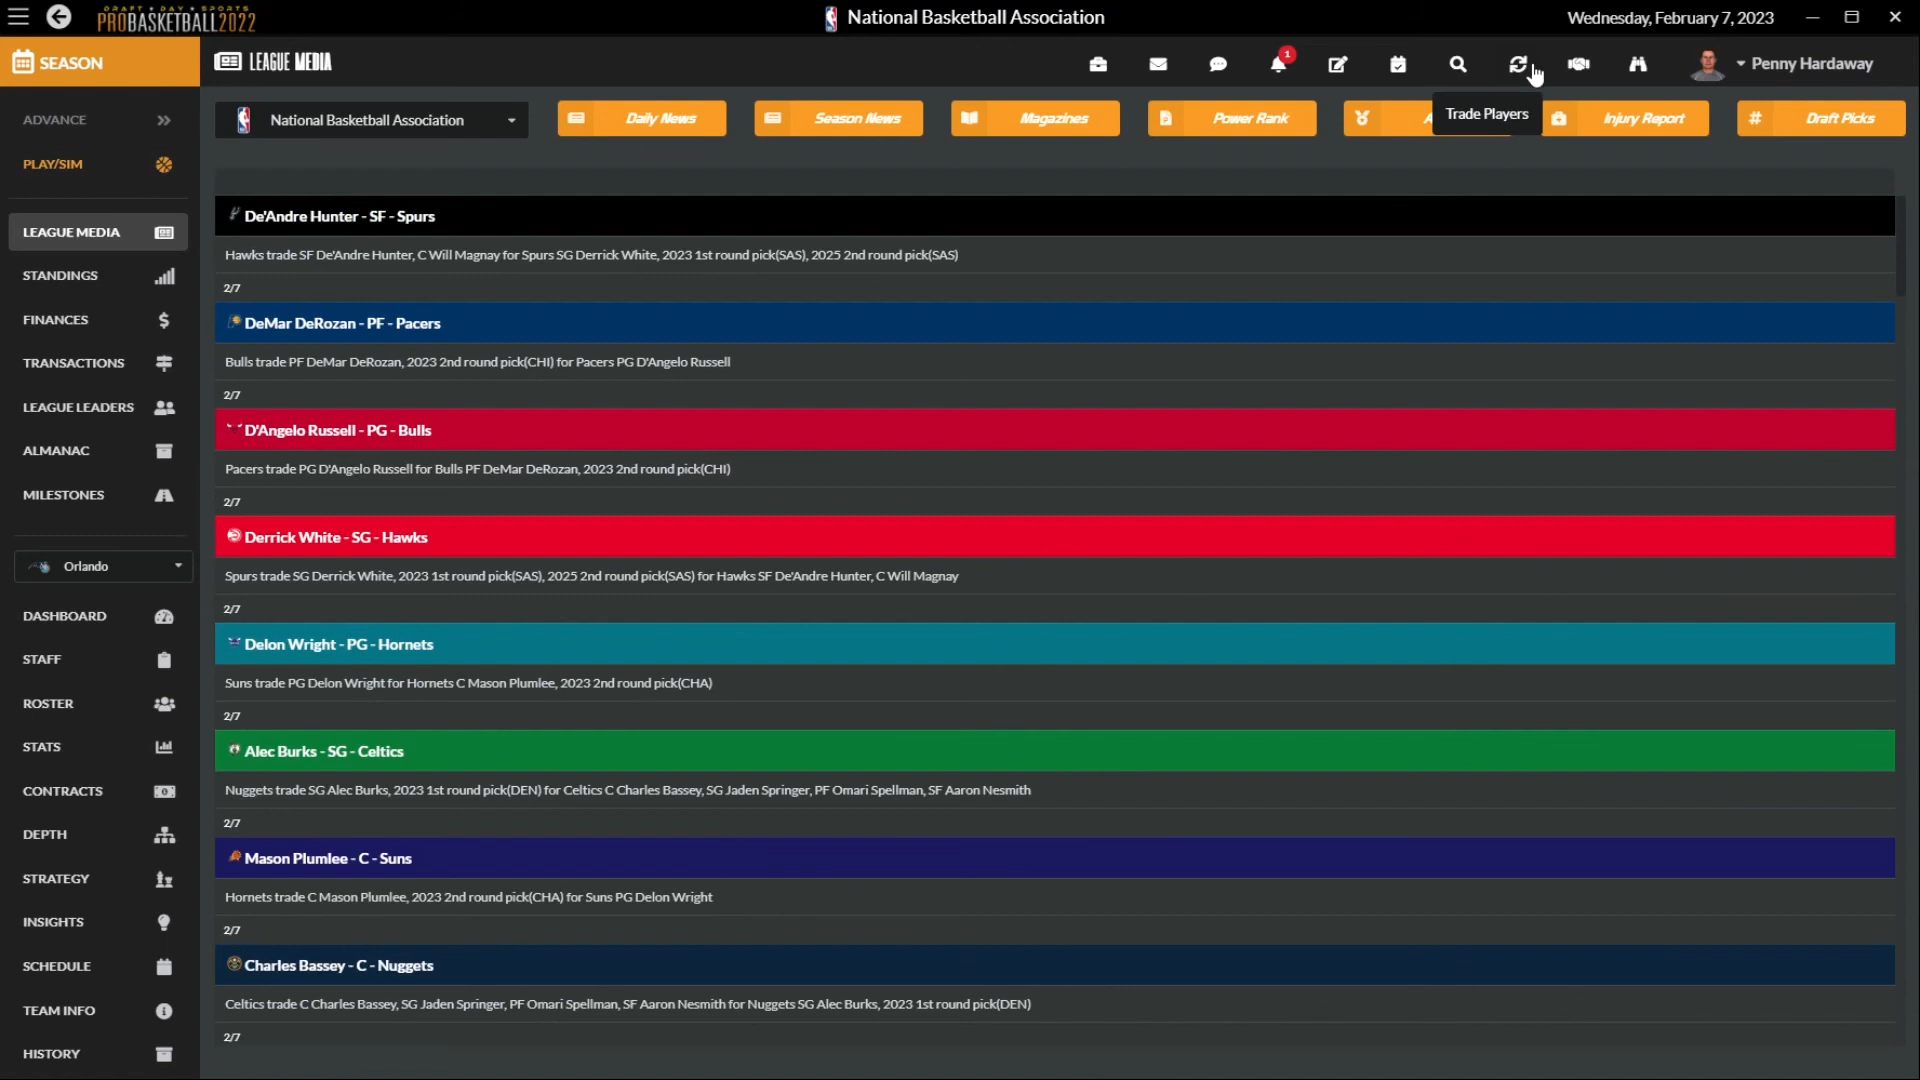 DRAFT DAY SPORTS
PROBASKETBALL2022
National Basketball Association
Wednesday, February 7, 2023
SEASON
LEAGUE MEDIA
1
Penny Hardaway
National Basketball Association
Daily News
Season News
Magazines
Power Rank
A
Trade Players
Injury Report
Draft Picks
ADVANCE
PLAY/SIM
LEAGUE MEDIA
STANDINGS
FINANCES
TRANSACTIONS
LEAGUE LEADERS
ALMANAC
MILESTONES
Orlando
DASHBOARD
STAFF
ROSTER
STATS
CONTRACTS
DEPTH
STRATEGY
INSIGHTS
SCHEDULE
TEAM INFO
HISTORY
De'Andre Hunter - SF - Spurs
Hawks trade SF De'Andre Hunter, C Will Magnay for Spurs SG Derrick White, 2023 1st round pick(SAS), 2025 2nd round pick(SAS)
2/7
DeMar DeRozan - PF - Pacers
Bulls trade PF DeMar DeRozan, 2023 2nd round pick(CHI) for Pacers PG D'Angelo Russell
2/7
D'Angelo Russell - PG - Bulls
Pacers trade PG D'Angelo Russell for Bulls PF DeMar DeRozan, 2023 2nd round pick(CHI)
2/7
Derrick White - SG - Hawks
Spurs trade SG Derrick White, 2023 1st round pick(SAS), 2025 2nd round pick(SAS) for Hawks SF De'Andre Hunter, C Will Magnay
2/7
Delon Wright - PG - Hornets
Suns trade PG Delon Wright for Hornets C Mason Plumlee, 2023 2nd round pick(CHA)
2/7
Alec Burks - SG - Celtics
Nuggets trade SG Alec Burks, 2023 1st round pick(DEN) for Celtics C Charles Bassey, SG Jaden Springer, PF Omari Spellman, SF Aaron Nesmith
2/7
Mason Plumlee - C - Suns
Hornets trade C Mason Plumlee, 2023 2nd round pick(CHA) for Suns PG Delon Wright
2/7
Charles Bassey - C - Nuggets
Celtics trade C Charles Bassey, SG Jaden Springer, PF Omari Spellman, SF Aaron Nesmith for Nuggets SG Alec Burks, 2023 1st round pick(DEN)
2/7